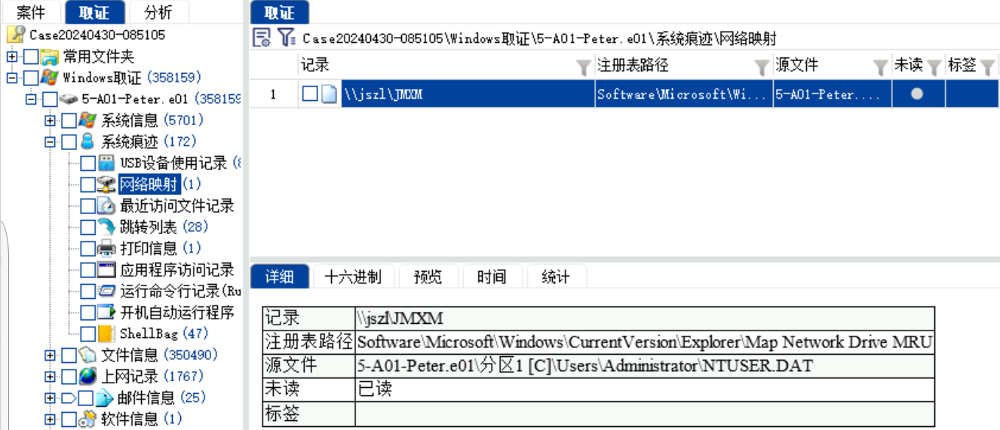 案件 取证 分析
Case20240430-085105
常用文件夹
Windows取证 (358159)
5-A01-Peter.e01 (358159
系统信息 (5701)
系统痕迹 (172)
USB设备使用记录 (
网络映射 (1)
最近访问文件记录
跳转列表 (28)
打印信息 (1)
应用程序访问记录
运行命令行记录(Ru
开机自动运行程序
ShellBag (47)
文件信息 (350490)
上网记录 (1767)
邮件信息 (25)
软件信息 (1)
取证
Case20240430-085105\Windows取证\5-A01-Peter.e01\系统痕迹\网络映射
记录 注册表路径 源文件 未读 标签
1 \\jszl\JMXM Software\Microsoft\Wi... 5-A01-Peter....
详细 十六进制 预览 时间 统计
记录 \\jszl\JMXM
注册表路径 Software\Microsoft\Windows\CurrentVersion\Explorer\Map Network Drive MRU
源文件 5-A01-Peter.e01\分区1 [C]\Users\Administrator\NTUSER.DAT
未读 已读
标签